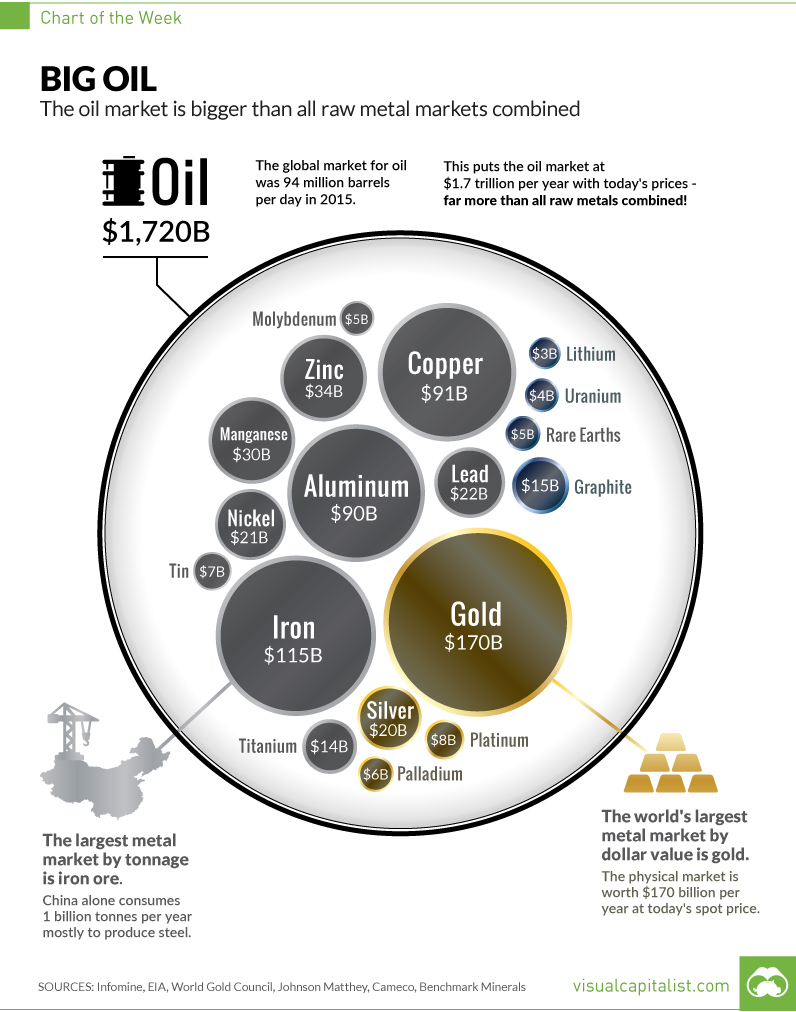 Chart of the Week
BIG OIL
The oil market is bigger than all raw metal markets combined
Oil
$1,720B
The global market for oil
was 94 million barrels
per day in 2015.
This puts the oil market at
$1.7 trillion per year with today's prices -
far more than all raw metals combined!
Molybdenum
$5B
Zinc
$34B
Copper
$91B
$3B
Lithium
$4B
Uranium
$5B
Rare Earths
Manganese
$30B
Aluminum
$90B
Lead
$22B
$15B
Graphite
Nickel
$21B
Tin
$7B
Iron
$115B
Gold
$170B
Silver
$20B
Titanium
$14B
$8B
Platinum
$6B
Palladium
The largest metal
market by tonnage
is iron ore.
China alone consumes
1 billion tonnes per year
mostly to produce steel.
The world's largest
metal market by
dollar value is gold.
The physical market is
worth $170 billion per
year at today's spot price.
SOURCES: Infomine, EIA, World Gold Council, Johnson Matthey, Cameco, Benchmark Minerals
visualcapitalist.com